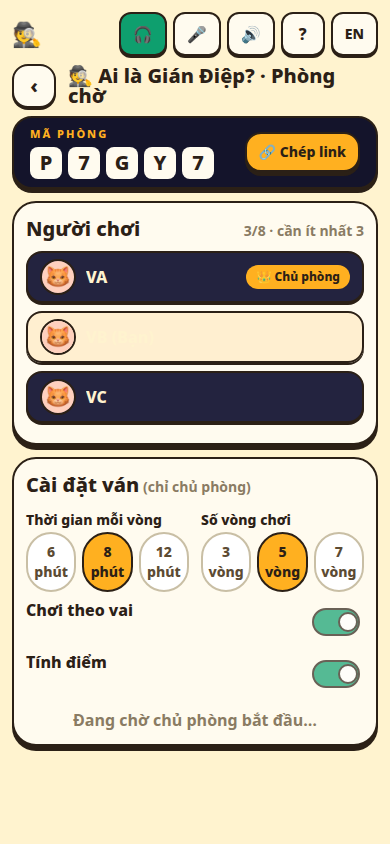 EN
🕵️ Ai là Gián Điệp? · Phòng
chờ
MÃ PHÒNG
P 7 G Y 7
🔗 Chép link
Người chơi
3/8 · cần ít nhất 3
VA
👑 Chủ phòng
VC
Cài đặt ván (chỉ chủ phòng)
Thời gian mỗi vòng
Số vòng chơi
6 phút
8 phút
12 phút
3 vòng
5 vòng
7 vòng
Chơi theo vai
Tính điểm
Đang chờ chủ phòng bắt đầu...